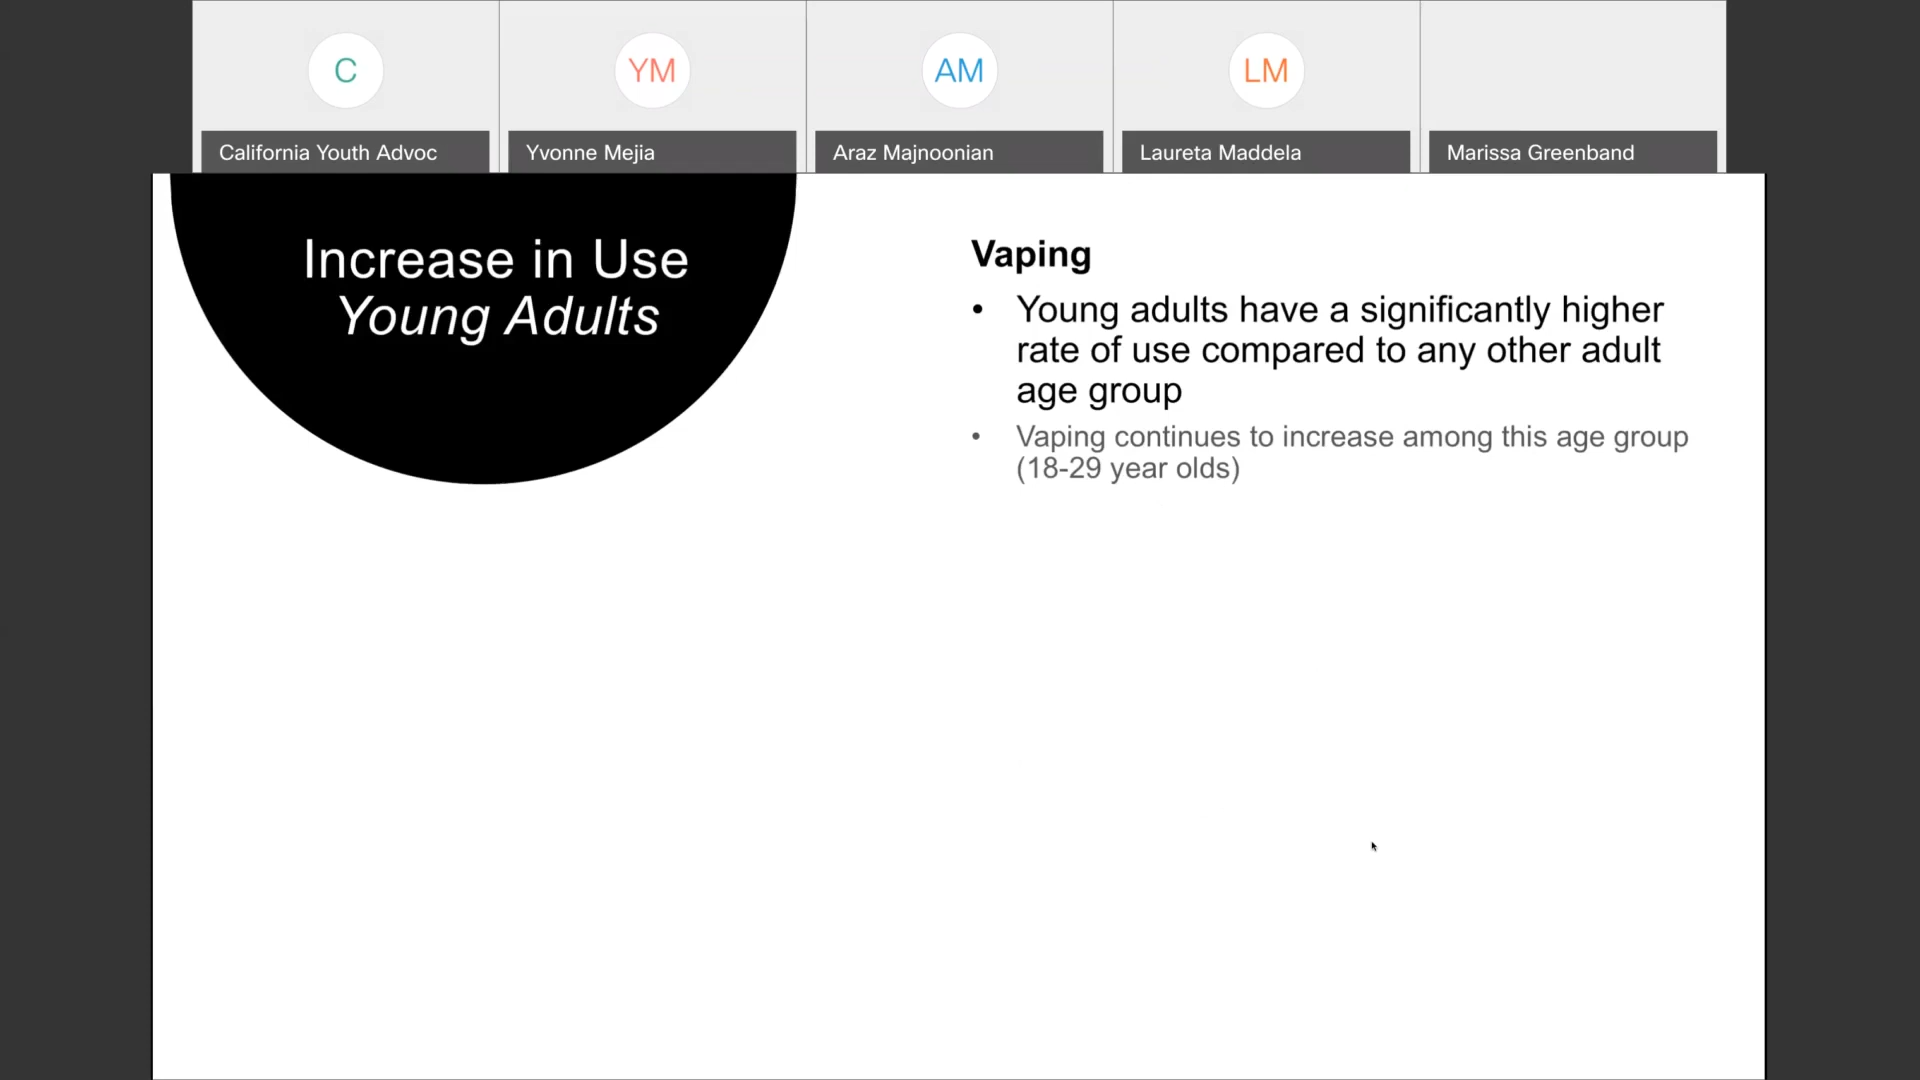 C
YM
AM
LM
California Youth Advoc
Yvonne Mejia
Araz Majnoonian
Laureta Maddela
Marissa Greenband
Increase in Use
Young Adults
Vaping
• Young adults have a significantly higher
rate of use compared to any other adult
age group
• Vaping continues to increase among this age group
(18-29 year olds)